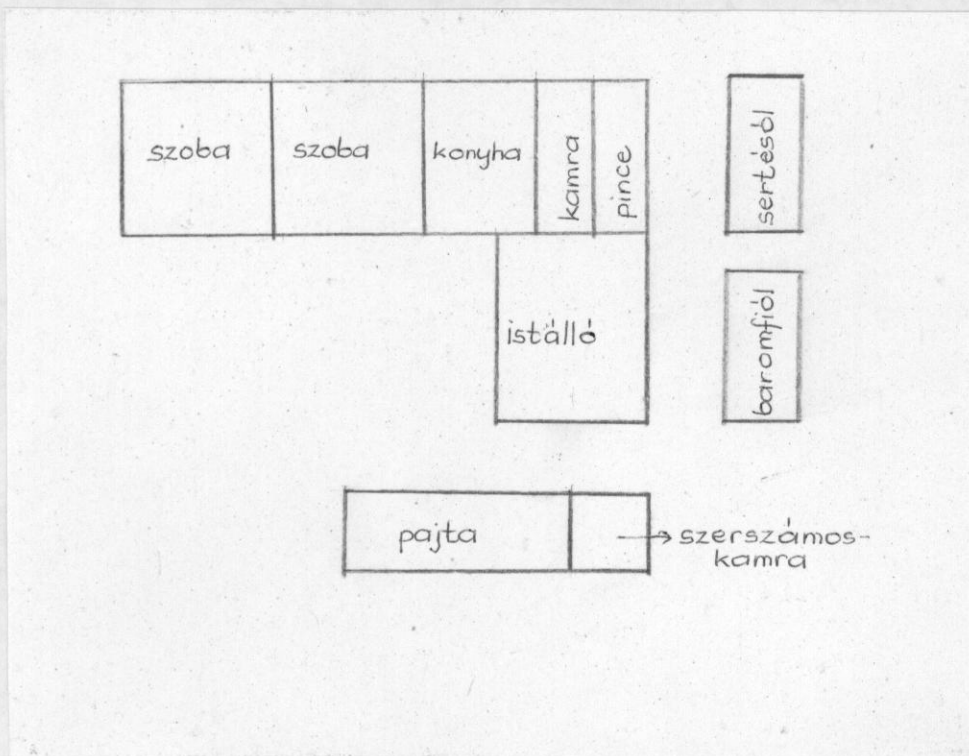 szoba
szoba
konyha
kamra
pince
sertésól
istálló
baromfiól
pajta
szerszámos-
kamra